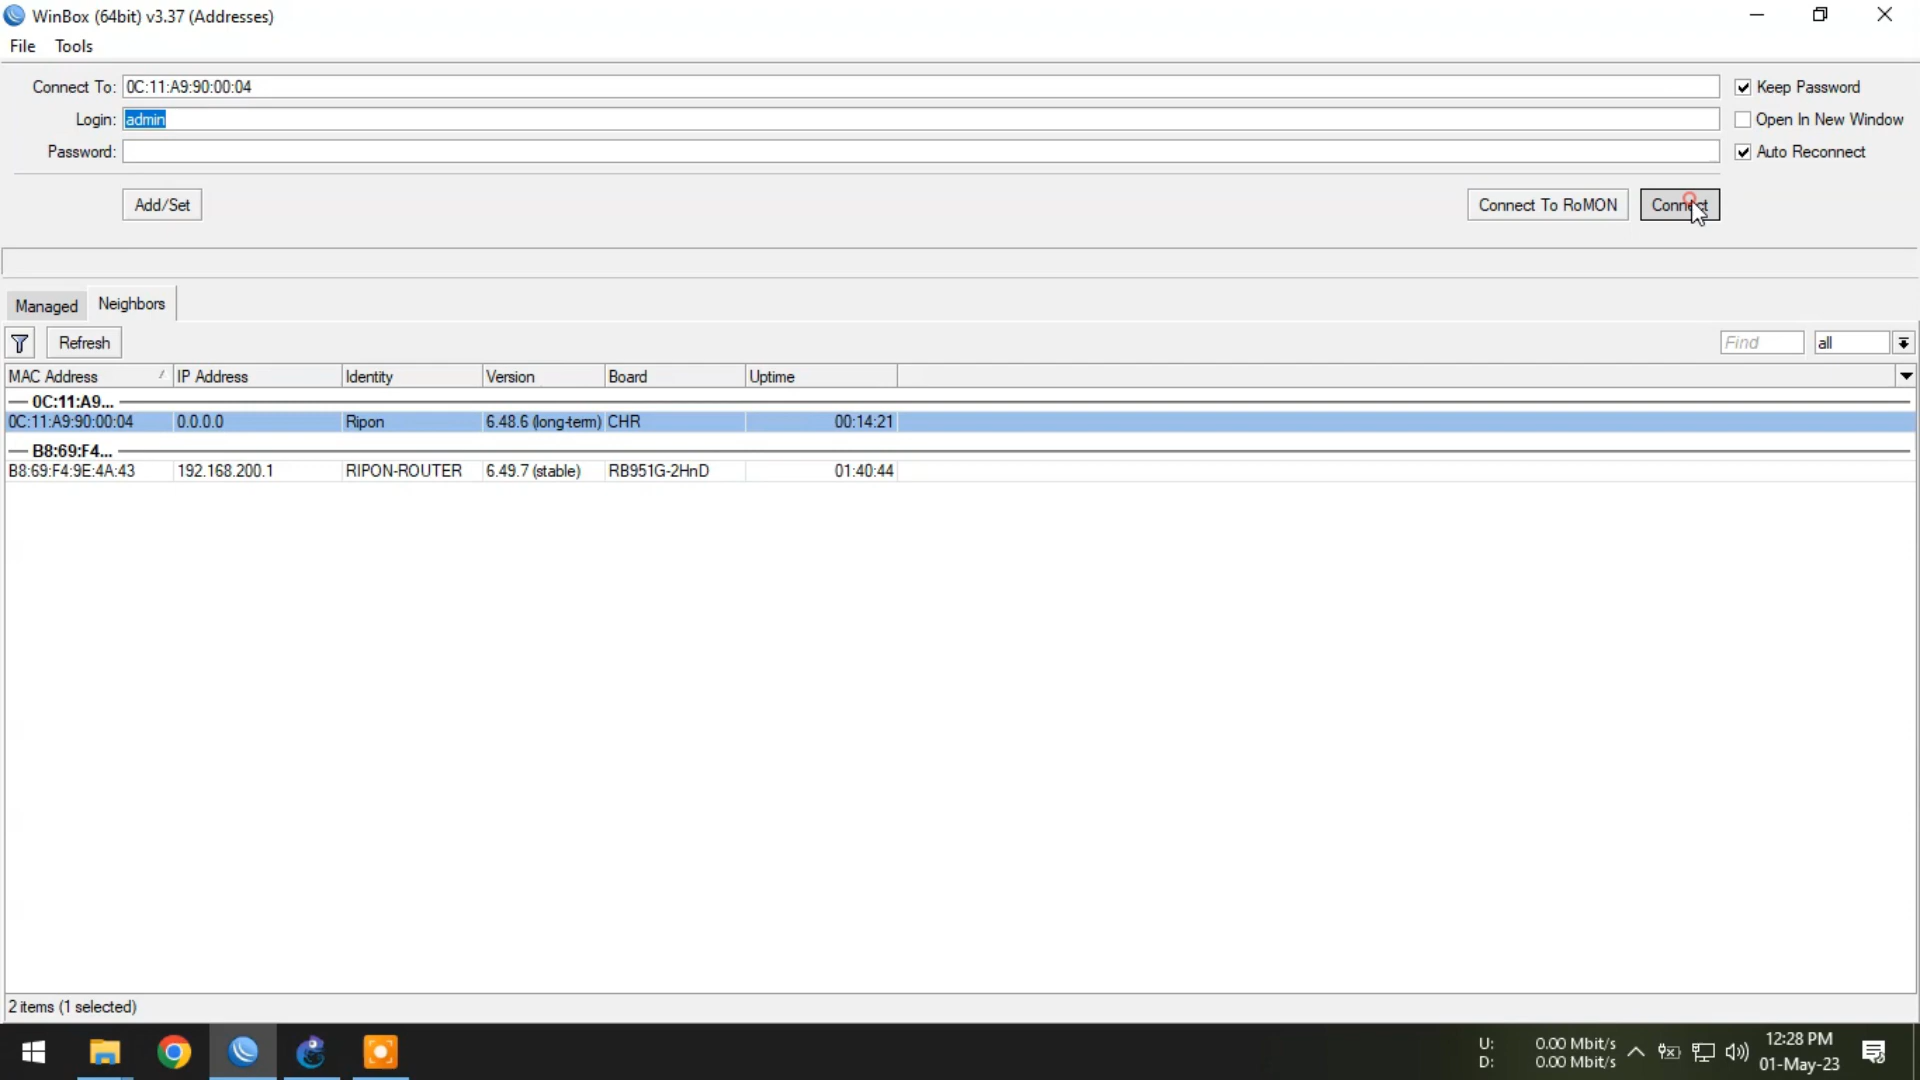 WinBox (64bit) v3.37 (Addresses)
File Tools
Connect To: 0C:11:A9:90:00:04 Keep Password
Login: admin Open In New Window
Password: Auto Reconnect
Add/Set Connect To RoMON Connect
Managed Neighbors
Refresh Find all
MAC Address IP Address Identity Version Board Uptime
0C:11:A9...
0C:11:A9:90:00:04 0.0.0.0 Ripon 6.48.6 (long-term) CHR 00:14:21
B8:69:F4...
B8:69:F4:9E:4A:43 192.168.200.1 RIPON-ROUTER 6.49.7 (stable) RB951G-2HnD 01:40:44
2 items (1 selected)
U: 0.00 Mbit/s 12:28 PM
D: 0.00 Mbit/s 01-May-23